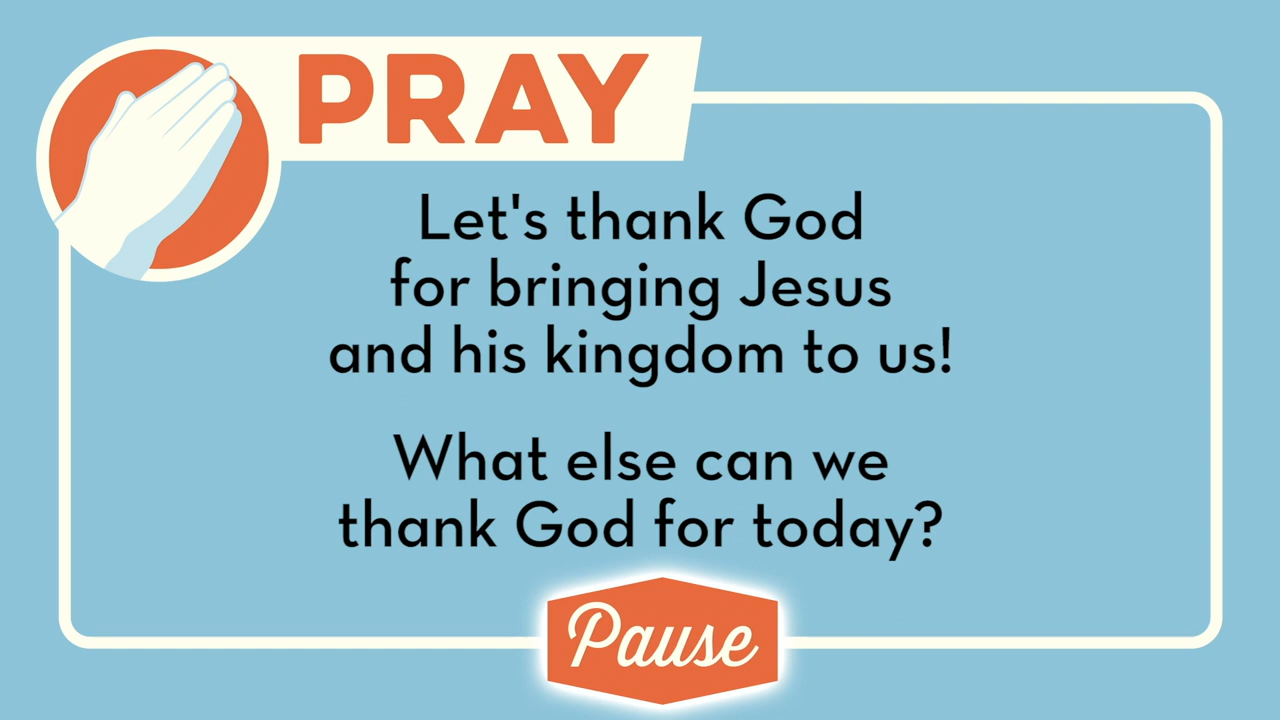 PRAY
Let's thank God
for bringing Jesus
and his kingdom to us!
What else can we
thank God for today?
Pause